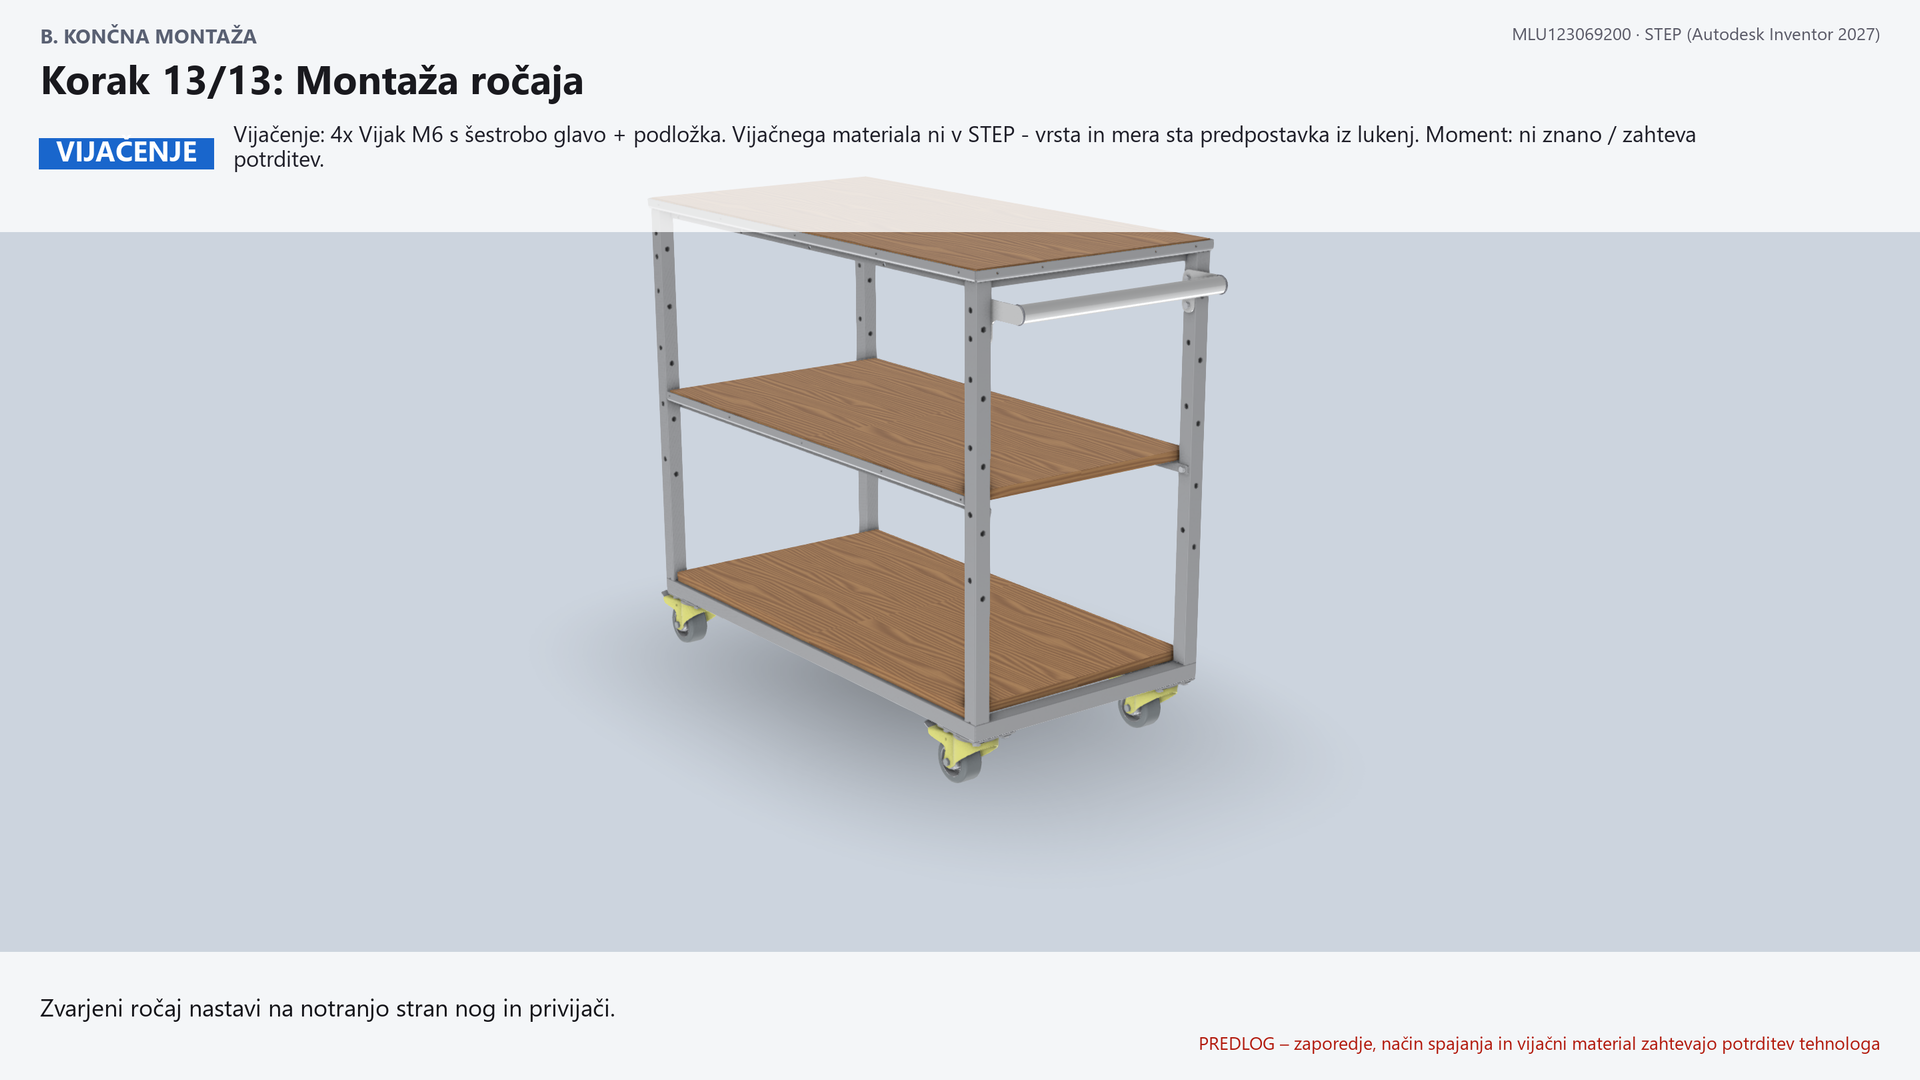 B. KONČNA MONTAŽA
MLU123069200 · STEP (Autodesk Inventor 2027)
Korak 13/13: Montaža ročaja
VIJAČENJE
Vijačenje: 4x Vijak M6 s šestrobo glavo + podložka. Vijačnega materiala ni v STEP - vrsta in mera sta predpostavka iz lukenj. Moment: ni znano / zahteva
potrditev.
Zvarjeni ročaj nastavi na notranjo stran nog in privijači.
PREDLOG – zaporedje, način spajanja in vijačni material zahtevajo potrditev tehnologa